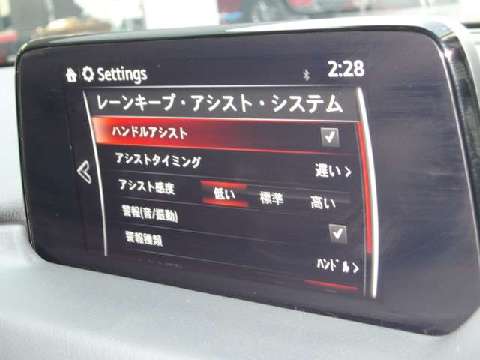 Settings 2:28
レーンキープ・アシスト・システム
ハンドルアシスト
アシストタイミング 遅い
アシスト感度 低い 標準 高い
警報(音/振動)
警報種類 ﾊﾝﾄﾞﾙ